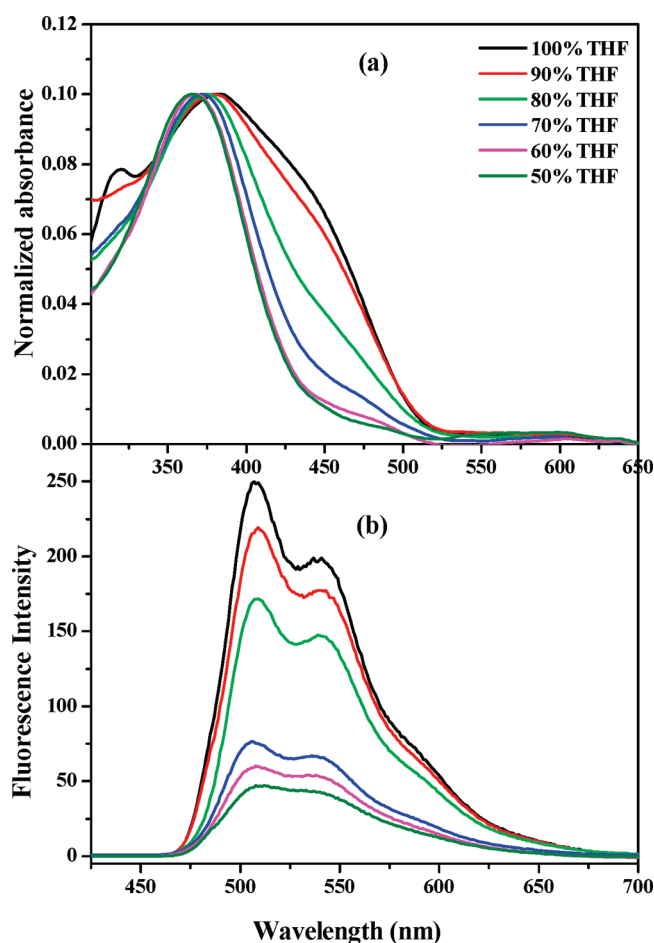 (a)
100% THF
90% THF
80% THF
70% THF
60% THF
50% THF
Normalized absorbance
0.12
0.10
0.08
0.06
0.04
0.02
0.00
350 400 450 500 550 600 650
(b)
Fluorescence Intensity
250
200
150
100
50
0
450 500 550 600 650 700
Wavelength (nm)